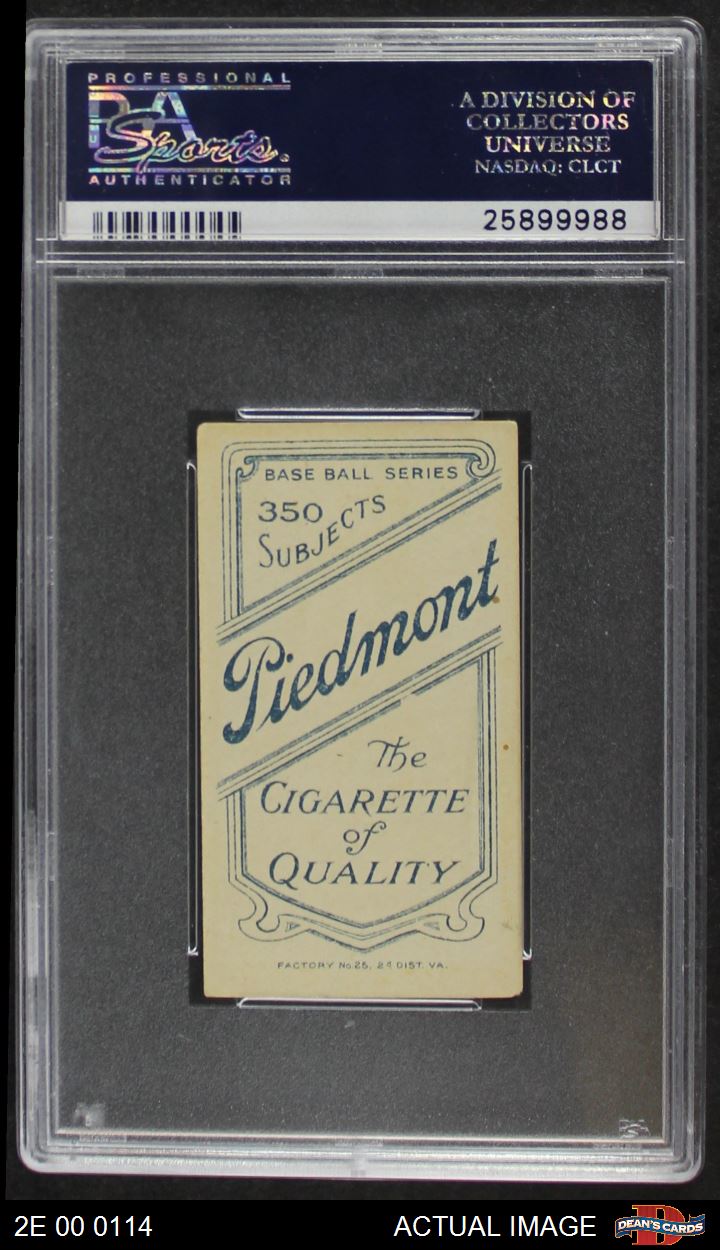 PROFESSIONAL
PSA
Sports.
AUTHENTICATOR
A DIVISION OF
COLLECTORS
UNIVERSE
NASDAQ: CLCT
25899988
BASE BALL SERIES
350
SUBJECTS
Piedmont
The
CIGARETTE
of
QUALITY
FACTORY No. 25, 2d DIST. VA.
2E 00 0114
ACTUAL IMAGE
DEAN'S CARDS